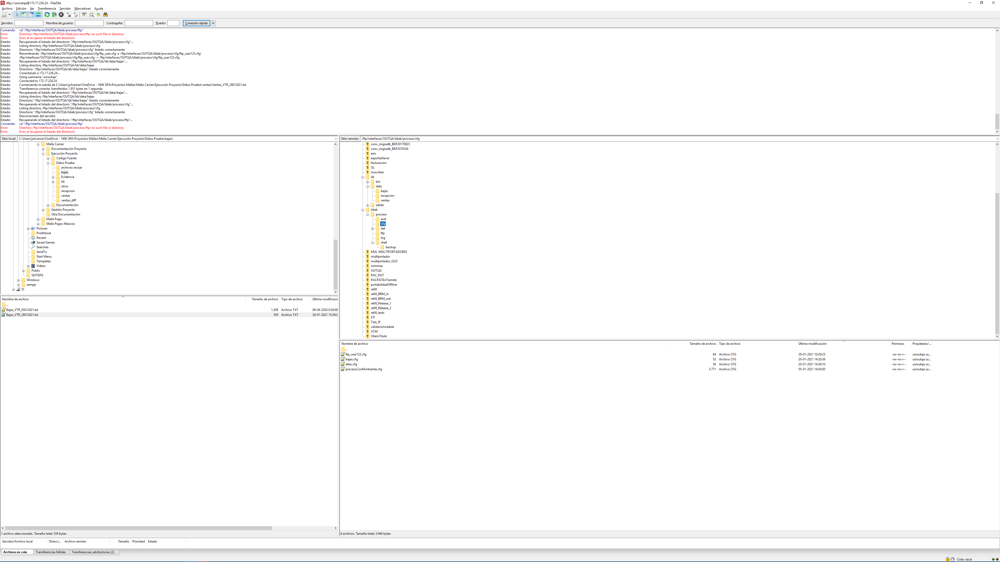 sftp://usroutqa@172.17.226.24 - FileZilla
Archivo Edición Ver Transferencia Servidor Marcadores Ayuda
Servidor: Nombre de usuario: Contraseña: Puerto: Conexión rápida
Comando: cd "/ftp/interfaces/OUTQA/ldiab/proceso/ftp"
Error: Directory /ftp/interfaces/OUTQA/ldiab/proceso/ftp: no such file or directory
Error: Error al recuperar el listado del directorio
Estado: Recuperando el listado del directorio "/ftp/interfaces/OUTQA/ldiab/proceso/cfg"...
Estado: Listing directory /ftp/interfaces/OUTQA/ldiab/proceso/cfg
Estado: Directorio "/ftp/interfaces/OUTQA/ldiab/proceso/cfg" listado correctamente
Estado: Renombrando '/ftp/interfaces/OUTQA/ldiab/proceso/cfg/ftp_user.cfg' a '/ftp/interfaces/OUTQA/ldiab/proceso/cfg/ftp_user123.cfg'
Estado: /ftp/interfaces/OUTQA/ldiab/proceso/cfg/ftp_user.cfg -> /ftp/interfaces/OUTQA/ldiab/proceso/cfg/ftp_user123.cfg
Estado: Recuperando el listado del directorio "/ftp/interfaces/OUTQA/ldi/data/bajas"...
Estado: Listing directory /ftp/interfaces/OUTQA/ldi/data/bajas
Estado: Directorio "/ftp/interfaces/OUTQA/ldi/data/bajas" listado correctamente
Estado: Conectando a 172.17.226.24...
Estado: Using username "usroutqa".
Estado: Connected to 172.17.226.24
Estado: Comenzando la subida de C:\Users\jsilvamar\OneDrive - 160K SPA\Proyectos Mallas\Malla Carrier\Ejecución Proyecto\Datos Prueba\ventas\Ventas_VTR_28012021.txt
Estado: Transferencia correcta, transferidos 1.931 bytes en 1 segundo
Estado: Recuperando el listado del directorio "/ftp/interfaces/OUTQA/ldi/data/bajas"...
Estado: Listing directory /ftp/interfaces/OUTQA/ldi/data/bajas
Estado: Directorio "/ftp/interfaces/OUTQA/ldi/data/bajas" listado correctamente
Estado: Recuperando el listado del directorio "/ftp/interfaces/OUTQA/ldiab/proceso/cfg"...
Estado: Listing directory /ftp/interfaces/OUTQA/ldiab/proceso/cfg
Estado: Directorio "/ftp/interfaces/OUTQA/ldiab/proceso/cfg" listado correctamente
Estado: Desconectado del servidor
Estado: Recuperando el listado del directorio "/ftp/interfaces/OUTQA/ldiab/proceso/ftp"...
Comando: cd "/ftp/interfaces/OUTQA/ldiab/proceso/ftp"
Error: Directory /ftp/interfaces/OUTQA/ldiab/proceso/ftp: no such file or directory
Error: Error al recuperar el listado del directorio
Sitio local: C:\Users\jsilvamar\OneDrive - 160K SPA\Proyectos Mallas\Malla Carrier\Ejecución Proyecto\Datos Prueba\bajas\
Malla Carrier
Documentación Proyecto
Ejecución Proyecto
Código Fuente
Datos Prueba
archivos revisar
bajas
Evidencia
ldi
otros
recepcion
ventas
ventas_diff
Documentación
Gestión Proyecto
Otra Documentación
Malla Pago
Malla Pagos Masivos
Pictures
PrintHood
Recent
Saved Games
Searches
SendTo
Start Menu
Templates
Videos
Public
SUITEPG
Windows
xampp
D:
Nombre de archivo Tamaño de archivo Tipo de archivo Última modificació
..
Bajas_VTR_05012021.txt 1.209 Archivo TXT 09-04-2020 0:30:00
Bajas_VTR_28012021.txt 559 Archivo TXT 28-01-2021 15:29:2
1 archivo seleccionado. Tamaño total: 559 bytes
Sitio remoto: /ftp/interfaces/OUTQA/ldiab/proceso/cfg
conv_migradb_BKP20170823
conv_migradb_BKP2070526
eim
exportarllaver
facturacion
GL
Isuscriber
ldi
bin
data
bajas
recepcion
ventas
salida
ldiab
proceso
awk
cfg
dat
ftp
log
shell
backup
MUL-MULTIPORTADORES
multiportador
multiportador_OLD
nominas
OUTQA
PAC_PAT
PACPATEnTramite
portabilidadOffline
refill
refill_BRM_in
refill_BRM_out
refill_Release_1
refill_Release_2
refill_tests
STI
Test_JF
validacioncedula
VCM
VitemTitulo
Nombre de archivo Tamaño de archivo Tipo de archivo Última modificación Permisos Propietario/...
..
ftp_user123.cfg 64 Archivo CFG 29-01-2021 10:29:25 -rw-rw-r-- usroutqa us...
bajas.cfg 53 Archivo CFG 20-01-2021 14:20:36 -rw-rw-r-- usroutqa us...
altas.cfg 56 Archivo CFG 20-01-2021 14:20:10 -rw-rw-r-- usroutqa us...
procesoConfAmbiente.cfg 3.771 Archivo CFG 05-01-2021 14:45:00 -rw-rw-r-- usroutqa us...
4 archivos. Tamaño total: 3.944 bytes
Servidor/Archivo local Direcci... Archivo remoto Tamaño Prioridad Estado
Archivos en cola Transferencias fallidas Transferencias satisfactorias (2)
Cola: vacía